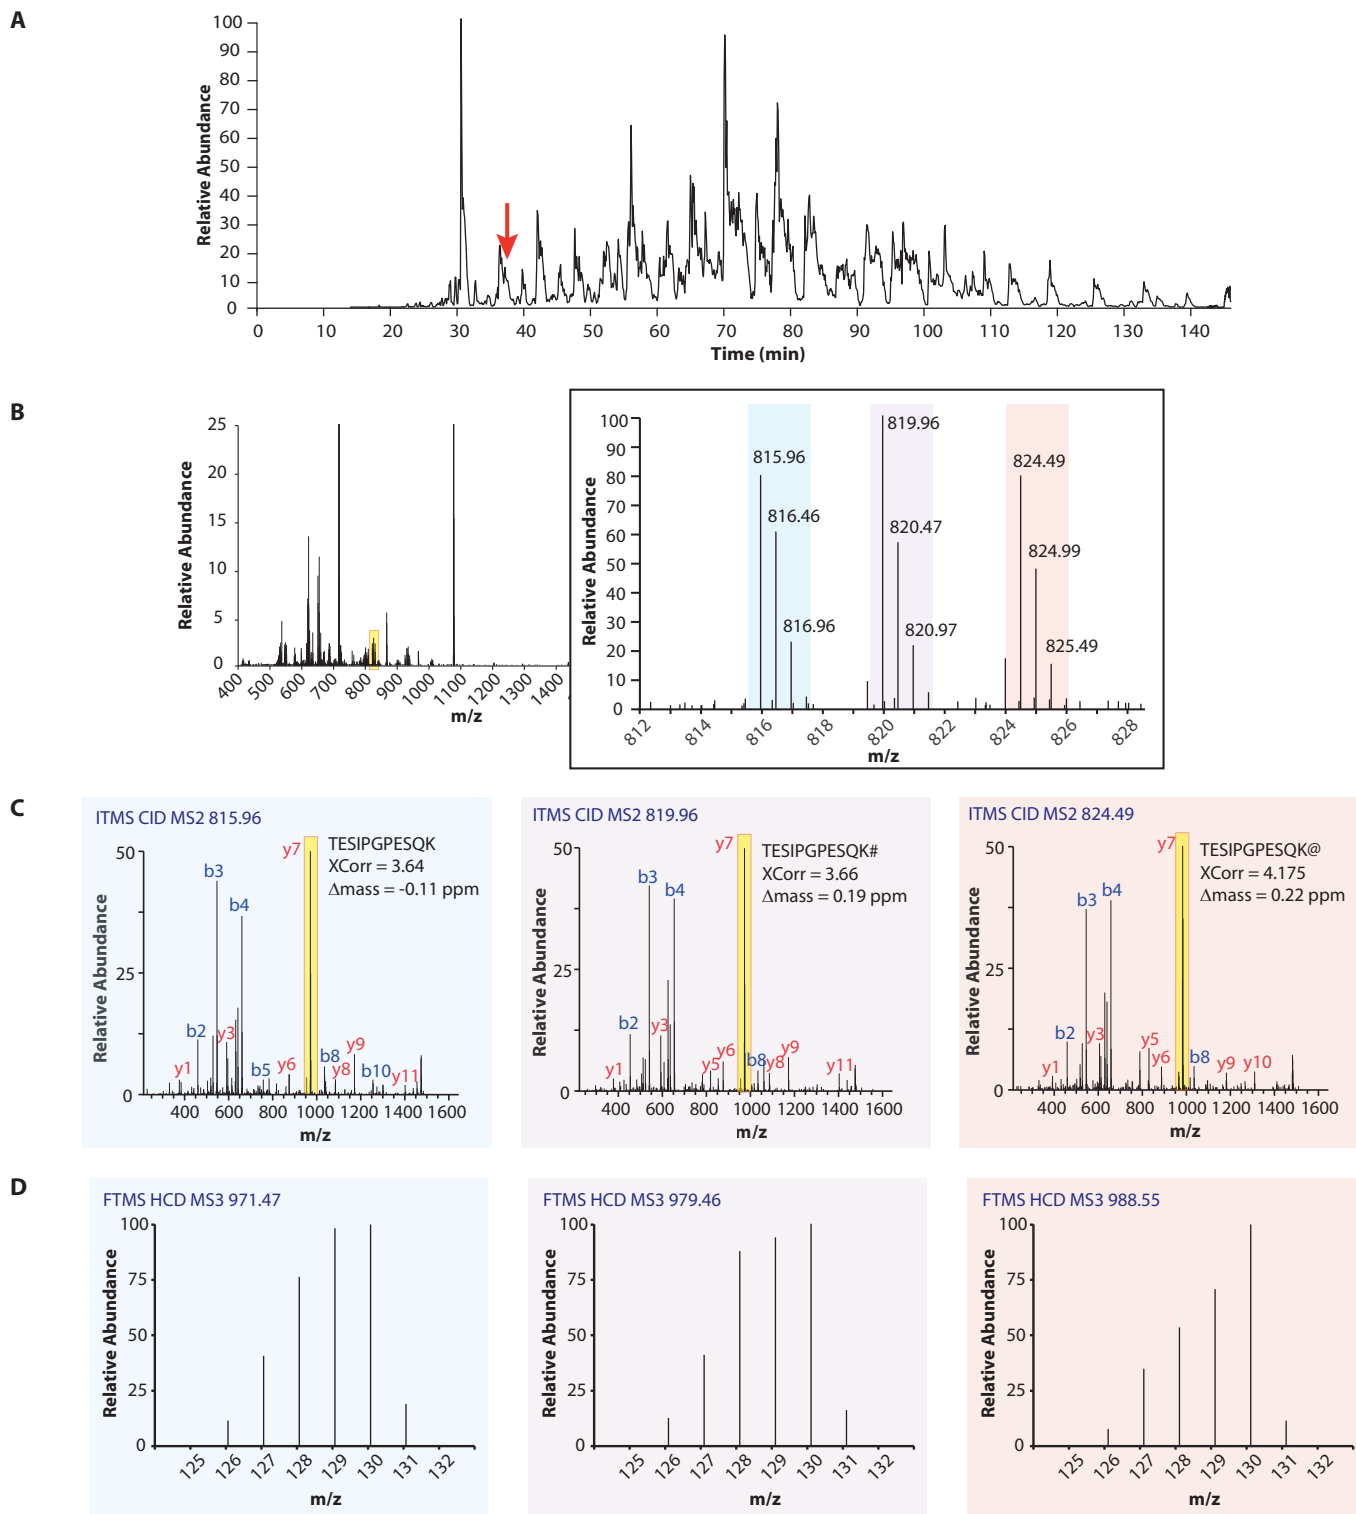 A
Relative Abundance
100
90
80
70
60
50
40
30
20
10
0
0 10 20 30 40 50 60 70 80 90 100 110 120 130 140
Time (min)
B
Relative Abundance
25
20
15
10
5
0
400 500 600 700 800 900 1000 1100 1200 1300
m/z
Relative Abundance
100
90
80
70
60
50
40
30
20
10
0
815.96
816.46
816.96
819.96
820.47
820.97
824.49
824.99
825.49
812 814 816 818 820 822 824 826 828
m/z
C
ITMS CID MS2 815.96
TESIPGPESQK
XCorr = 3.64
Δmass = -0.11 ppm
Relative Abundance
50
25
0
y7
b3
b4
b2
y3
y1
b5
y6
b8
y8
y9
b10
y11
400 600 800 1000 1200 1400 1600
m/z
ITMS CID MS2 819.96
TESIPGPESQK#
XCorr = 3.66
Δmass = 0.19 ppm
Relative Abundance
50
25
0
y7
b3
b4
b2
y3
y1
y5
y6
b8
y9
y11
400 600 800 1000 1200 1400 1600
m/z
ITMS CID MS2 824.49
TESIPGPESQK@
XCorr = 4.175
Δmass = 0.22 ppm
Relative Abundance
50
25
0
y7
b3
b4
b2
y3
y1
y5
y6
b8
y9
y10
400 600 800 1000 1200 1400 1600
m/z
D
FTMS HCD MS3 971.47
Relative Abundance
100
75
50
25
0
125 126 127 128 129 130 131 132
m/z
FTMS HCD MS3 979.46
Relative Abundance
100
75
50
25
0
125 126 127 128 129 130 131 132
m/z
FTMS HCD MS3 988.55
Relative Abundance
100
75
50
25
0
125 126 127 128 129 130 131 132
m/z